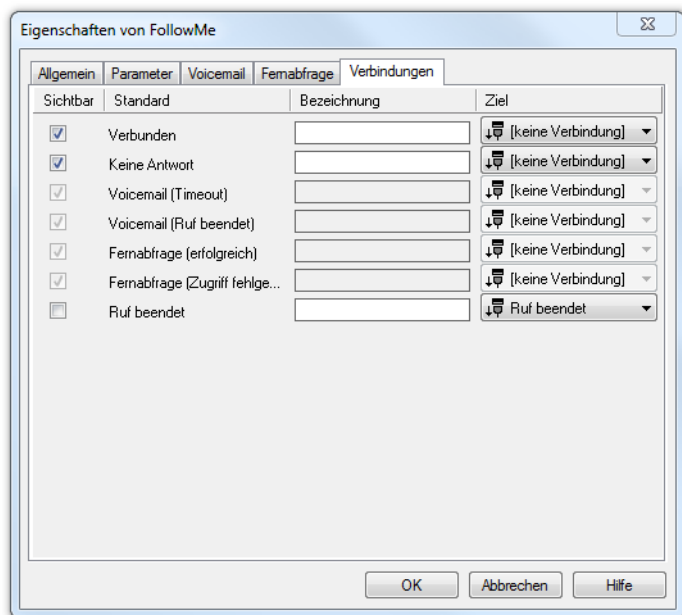 Eigenschaften von FollowMe
Allgemein Parameter Voicemail Fernabfrage Verbindungen
Sichtbar Standard Bezeichnung Ziel
Verbunden [keine Verbindung]
Keine Antwort [keine Verbindung]
Voicemail (Timeout) [keine Verbindung]
Voicemail (Ruf beendet) [keine Verbindung]
Fernabfrage (erfolgreich) [keine Verbindung]
Fernabfrage (Zugriff fehlge... [keine Verbindung]
Ruf beendet Ruf beendet
OK Abbrechen Hilfe